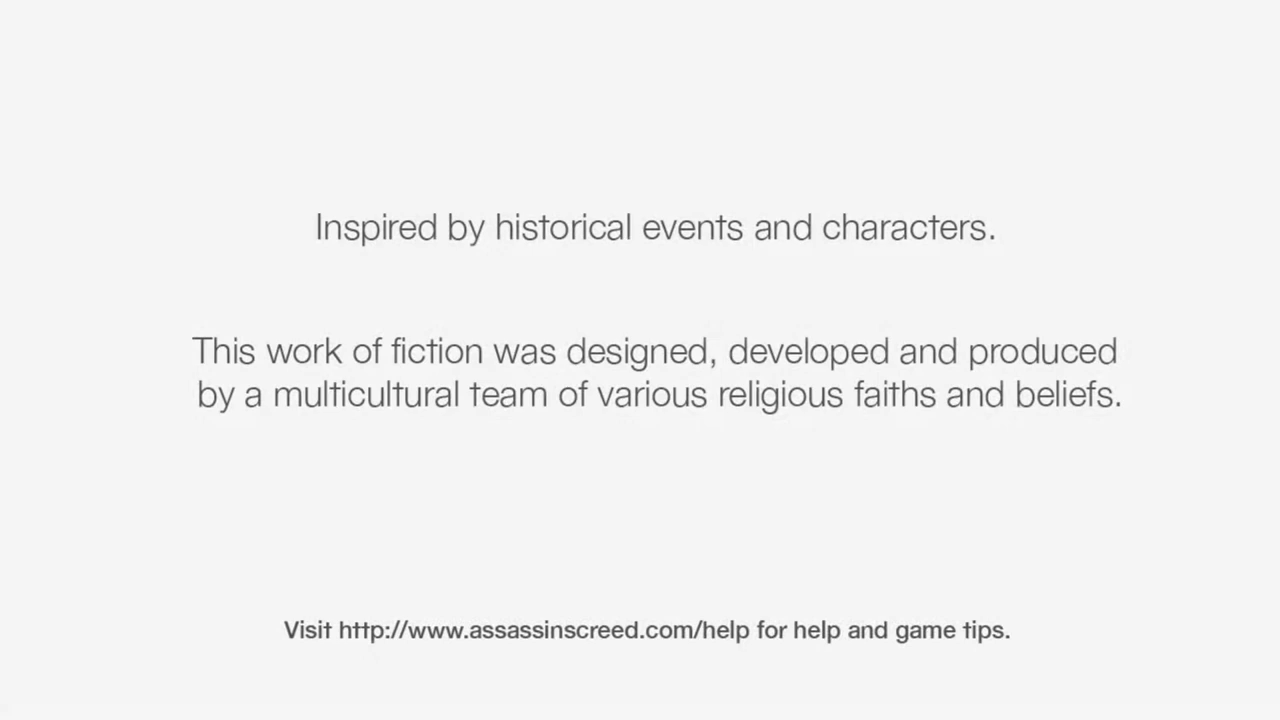 Inspired by historical events and characters.
This work of fiction was designed, developed and produced
by a multicultural team of various religious faiths and beliefs.
Visit http://www.assassinscreed.com/help for help and game tips.